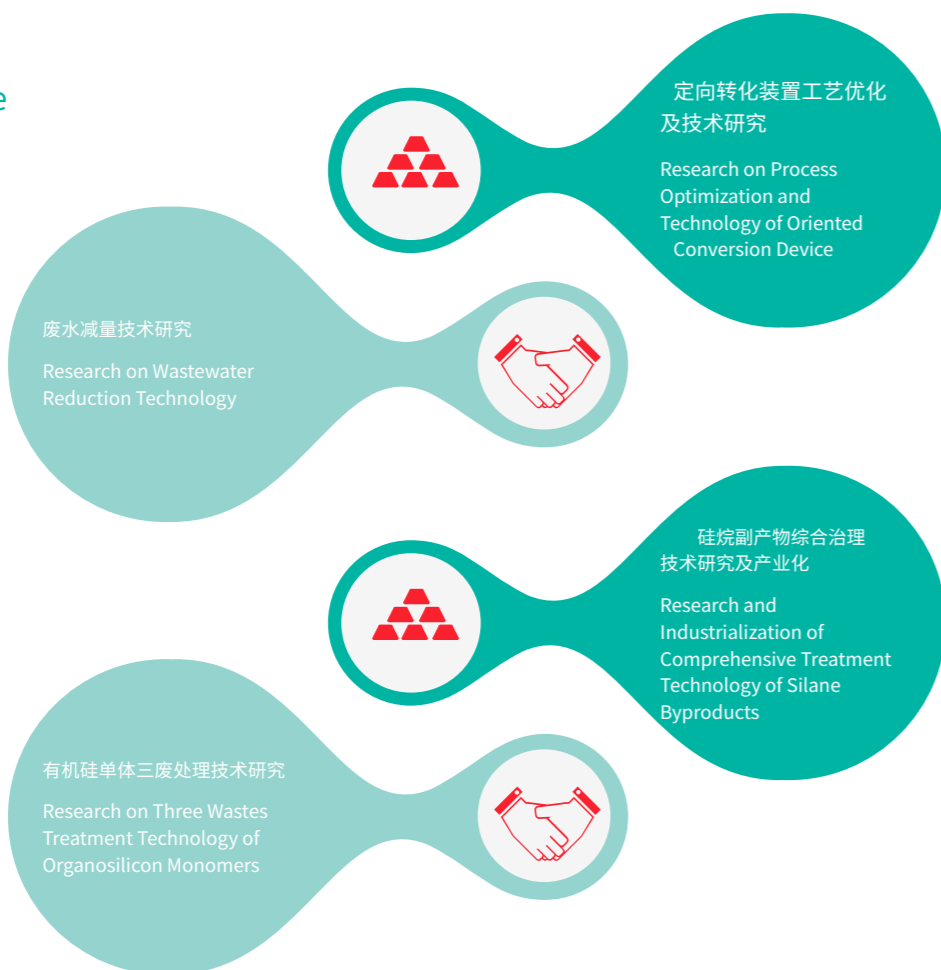 e
定向转化装置工艺优化
及技术研究
Research on Process
Optimization and
Technology of Oriented
Conversion Device
废水减量技术研究
Research on Wastewater
Reduction Technology
硅烷副产物综合治理
技术研究及产业化
Research and
Industrialization of
Comprehensive Treatment
Technology of Silane
Byproducts
有机硅单体三废处理技术研究
Research on Three Wastes
Treatment Technology of
Organosilicon Monomers